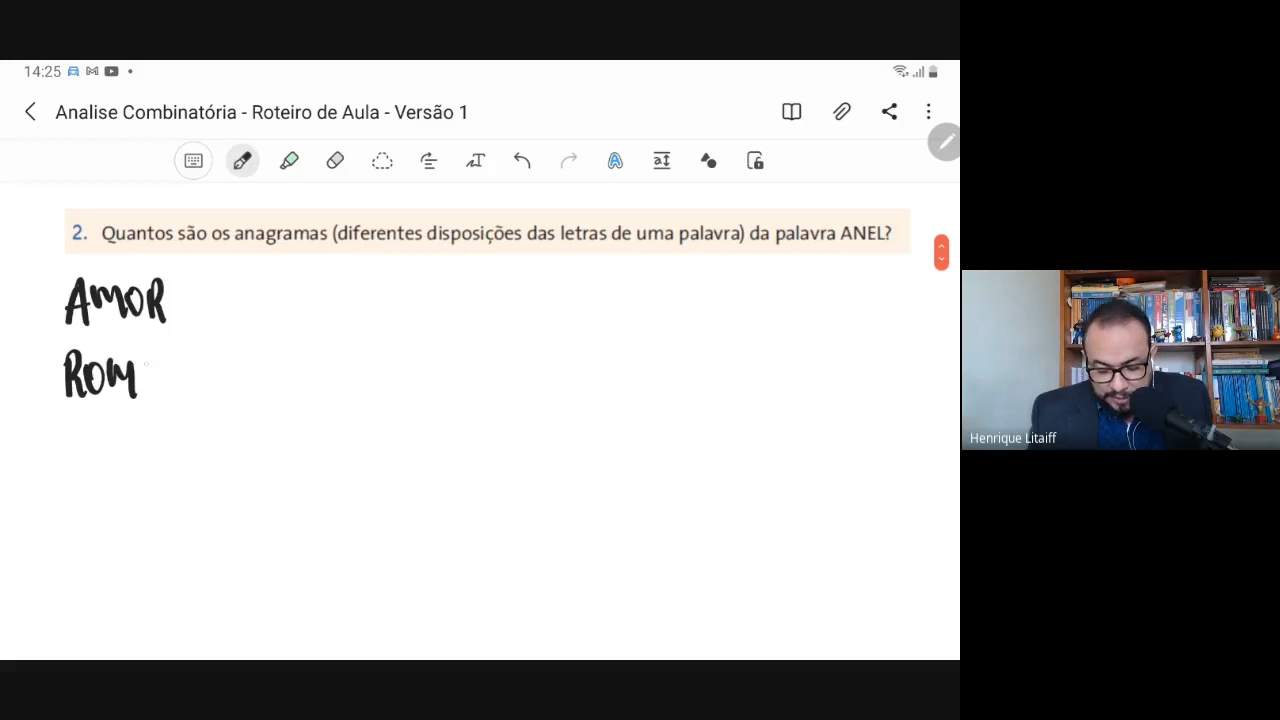 14:25
Analise Combinatória - Roteiro de Aula - Versão 1
2. Quantos são os anagramas (diferentes disposições das letras de uma palavra) da palavra ANEL?
AMOR
ROM
Henrique Litaiff